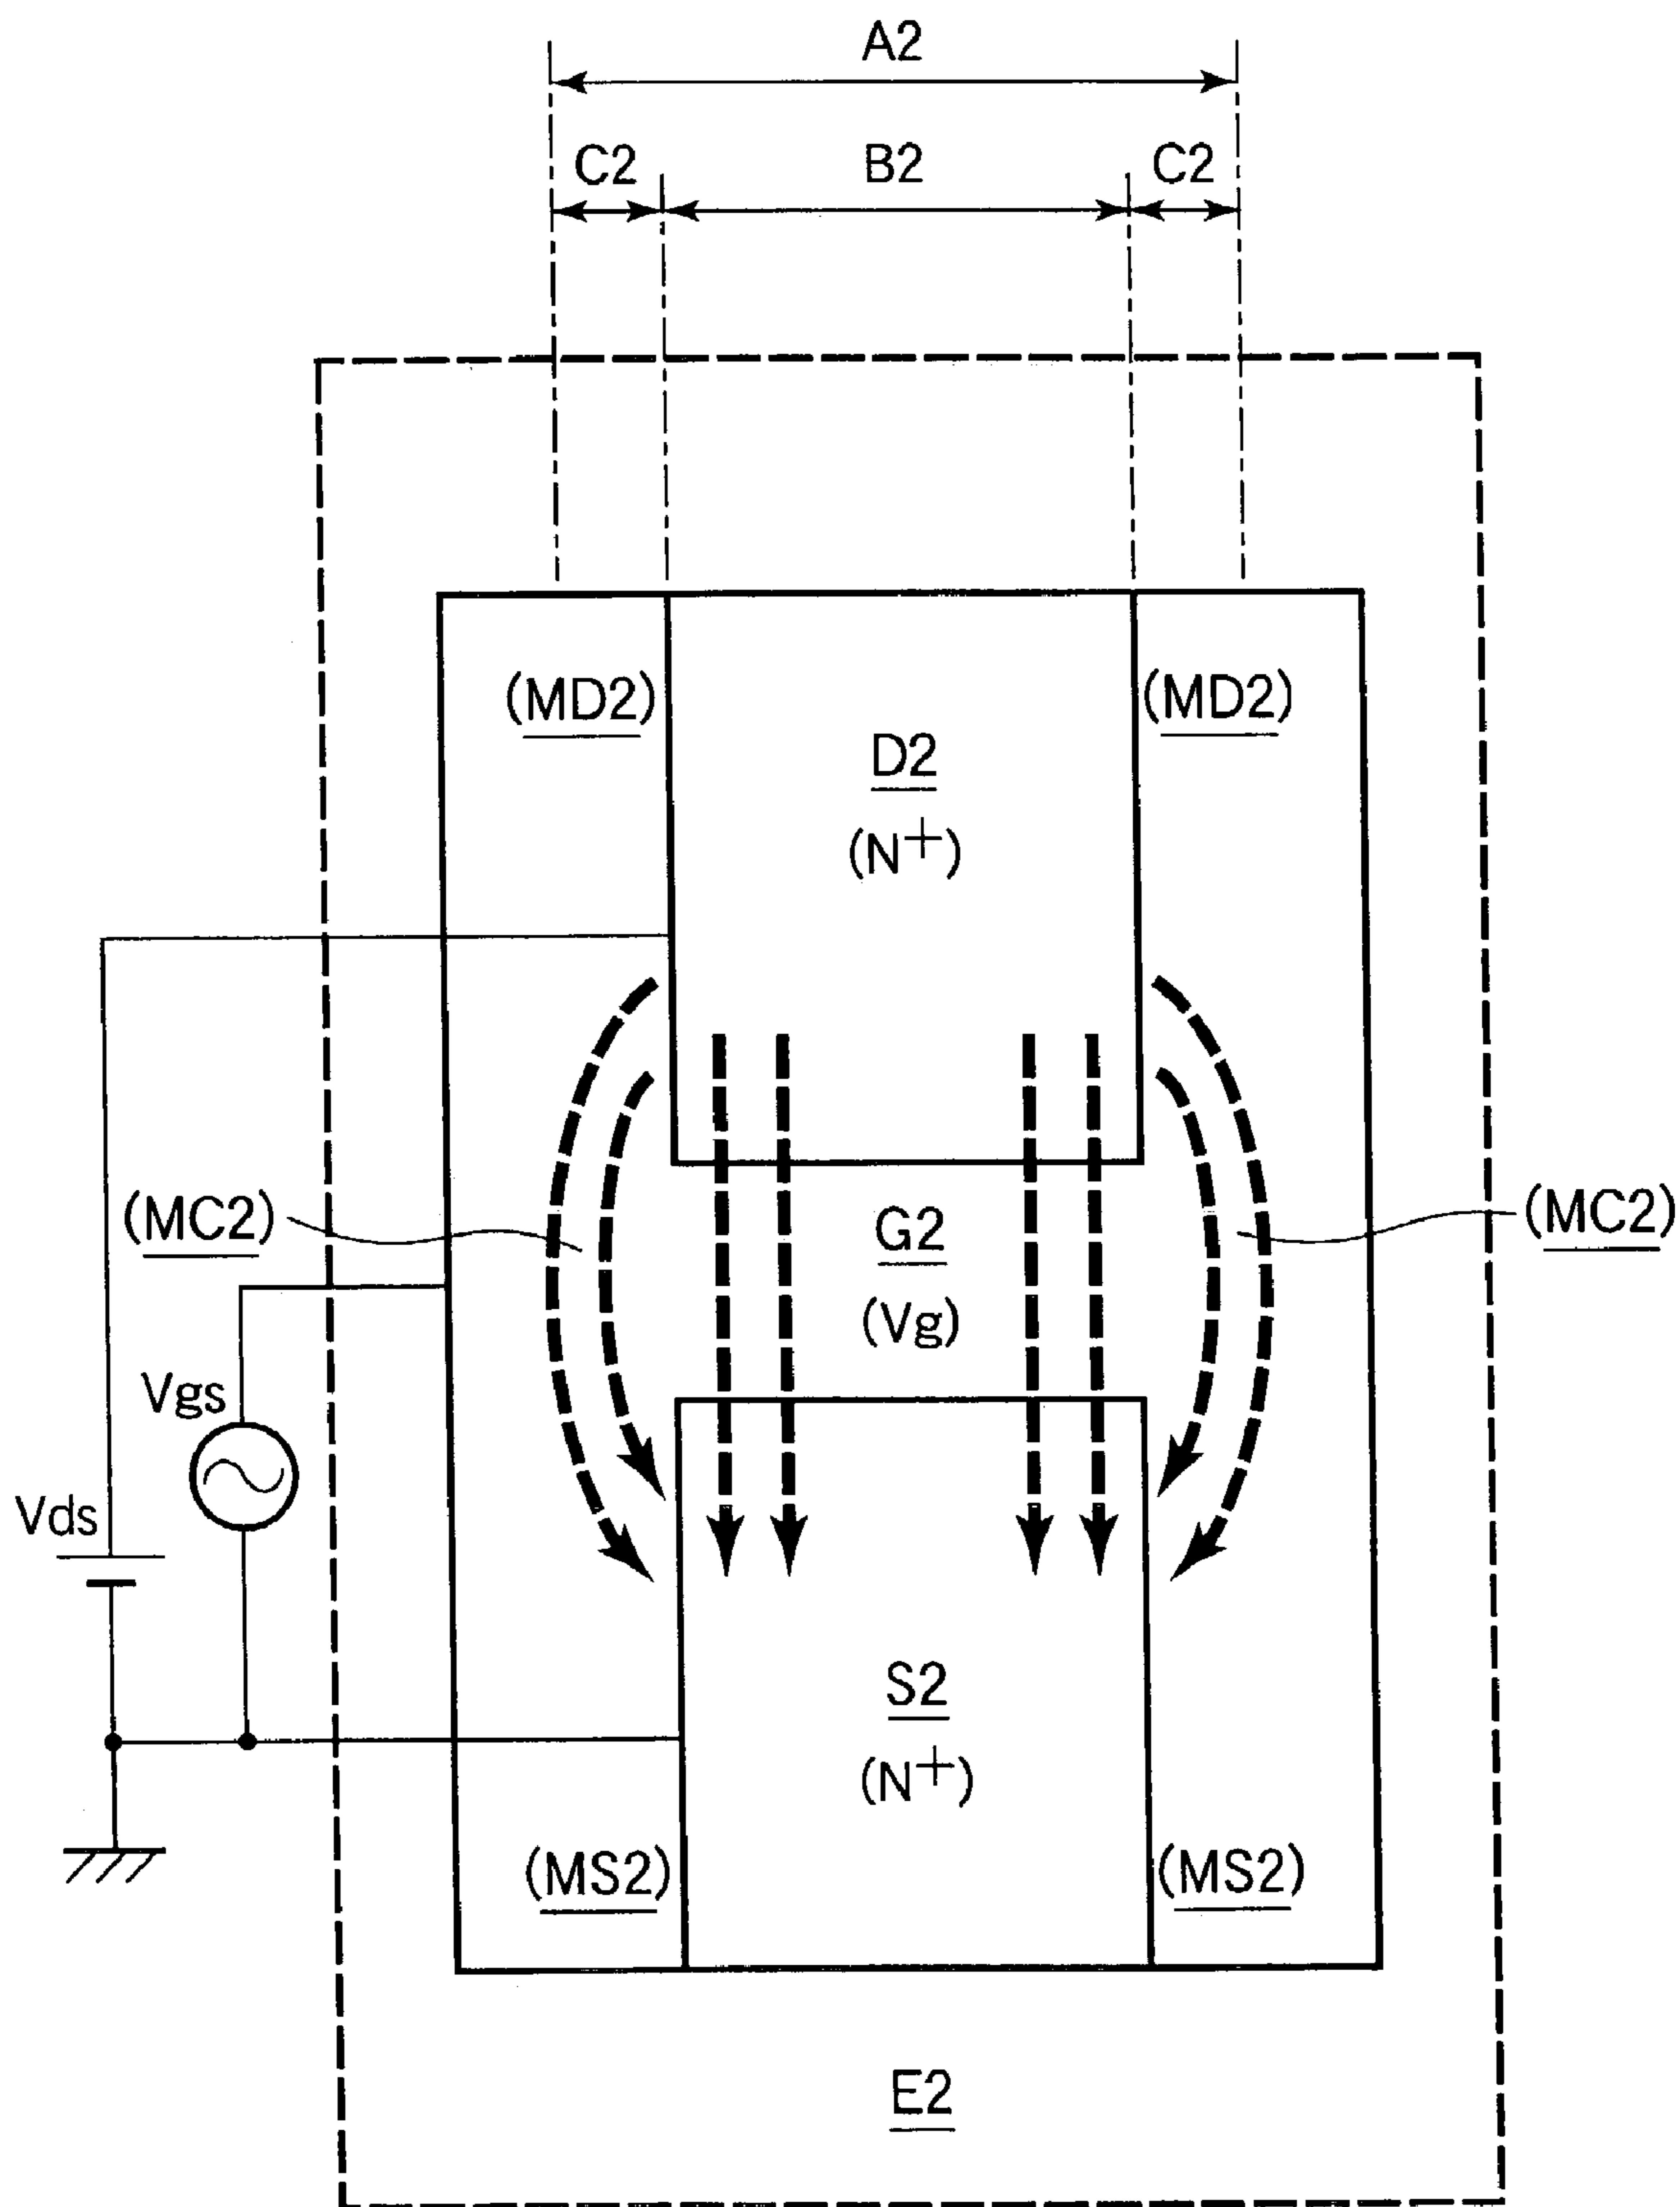 A2
C2 B2 C2
(MD2) (MD2)
D2
(N+)
(MC2) G2 (MC2)
(Vg)
Vgs
Vds
S2
(N+)
(MS2) (MS2)
E2